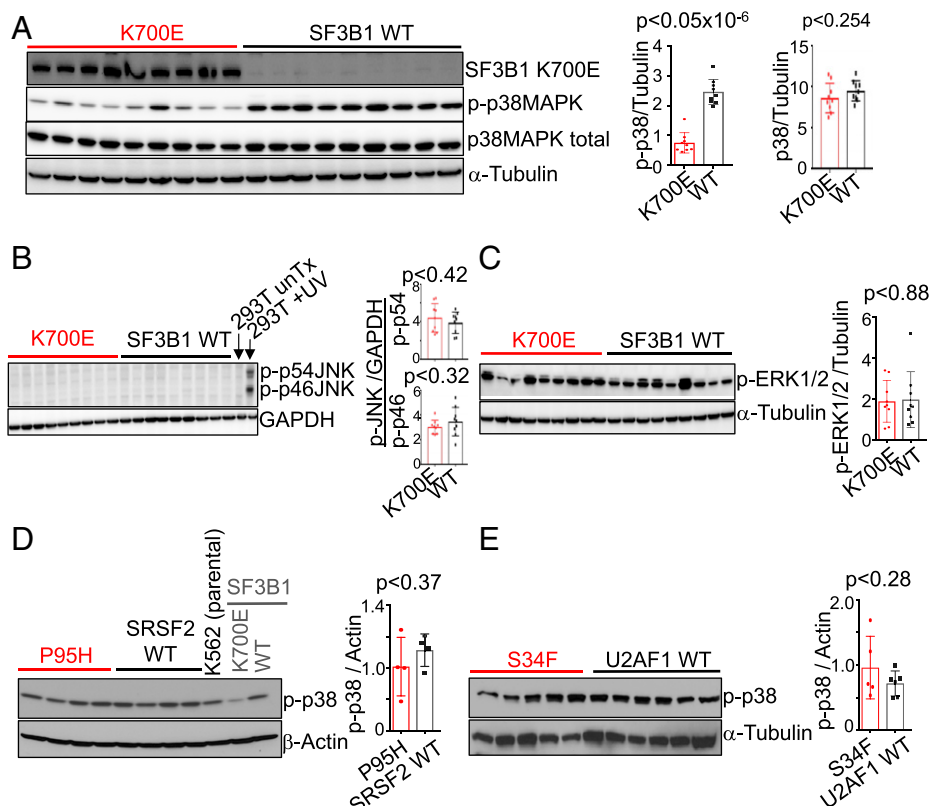 A
K700E
SF3B1 WT
SF3B1 K700E
p-p38MAPK
p38MAPK total
α-Tubulin
p<0.05x10-6
p-p38/Tubulin
4
3
2
1
0
K700E
WT
p<0.254
p38/Tubulin
15
10
5
0
K700E
WT
B
K700E
SF3B1 WT
293T unTx
293T +UV
p-p54JNK
p-p46JNK
GAPDH
p-JNK /GAPDH
p<0.42
p-p54
8
4
0
p<0.32
p-p46
6
4
2
0
K700E
WT
C
K700E
SF3B1 WT
p-ERK1/2
α-Tubulin
p<0.88
p-ERK1/2 /Tubulin
6
4
2
0
K700E
WT
D
P95H
SRSF2
WT
K562 (parental)
SF3B1
K700E
WT
p-p38
β-Actin
p<0.37
p-p38 / Actin
1.4
1.0
0
P95H
SRSF2 WT
E
S34F
U2AF1 WT
p-p38
α-Tubulin
p<0.28
p-p38 / Actin
2.0
1.0
0
S34F
U2AF1 WT